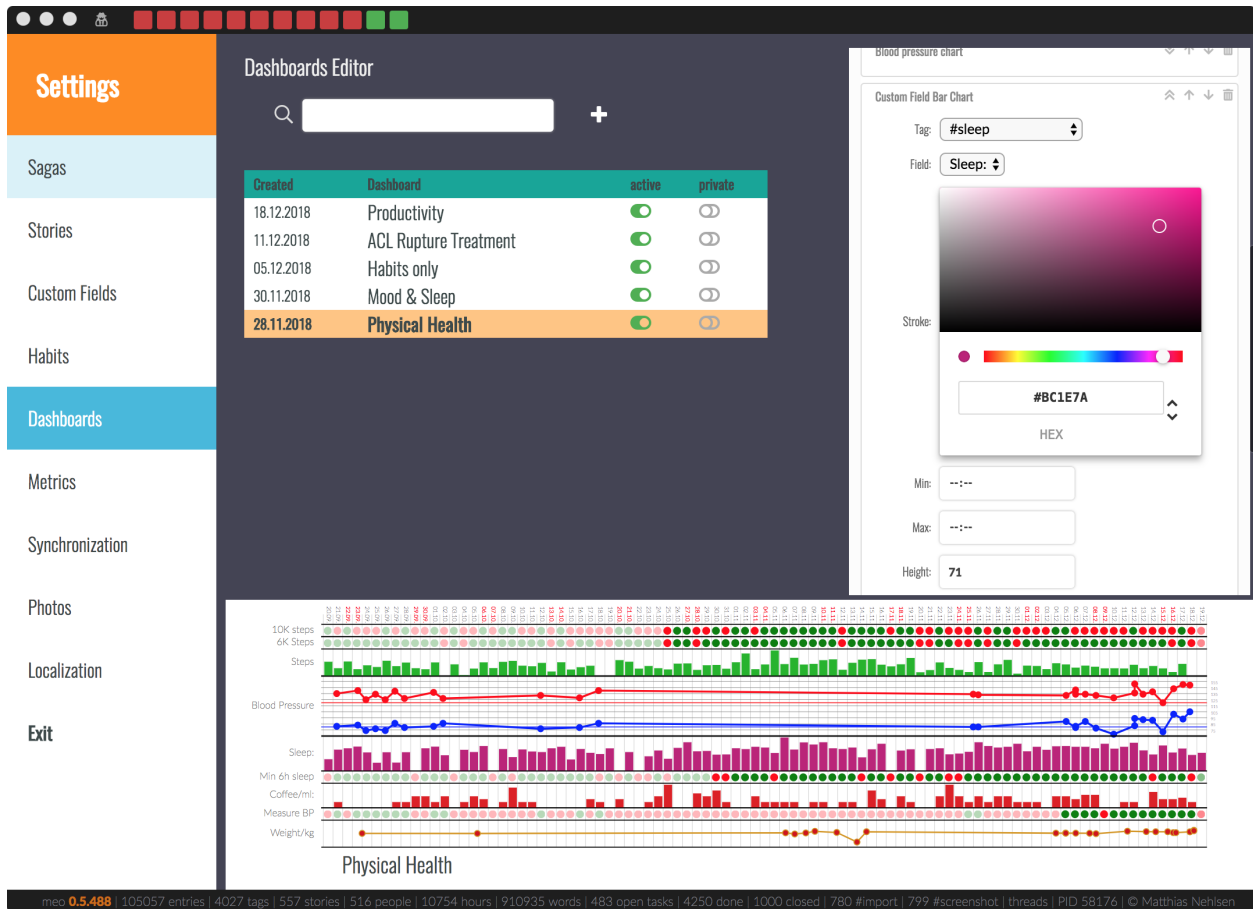 Settings
Sagas
Stories
Custom Fields
Habits
Dashboards
Metrics
Synchronization
Photos
Localization
Exit
Dashboards Editor
Created Dashboard active private
18.12.2018 Productivity
11.12.2018 ACL Rupture Treatment
05.12.2018 Habits only
30.11.2018 Mood & Sleep
28.11.2018 Physical Health
Blood pressure chart
Custom Field Bar Chart
Tag: #sleep
Field: Sleep:
Stroke:
#BC1E7A
HEX
Min: --:--
Max: --:--
Height: 71
10K steps
6K Steps
Steps
Blood Pressure
Sleep:
Min 6h sleep
Coffee/ml:
Measure BP
Weight/kg
Physical Health
meo 0.5.488 | 105057 entries | 4027 tags | 557 stories | 516 people | 10754 hours | 910935 words | 483 open tasks | 4250 done | 1000 closed | 780 #import | 799 #screenshot | threads | PID 58176 | © Matthias Nehlsen